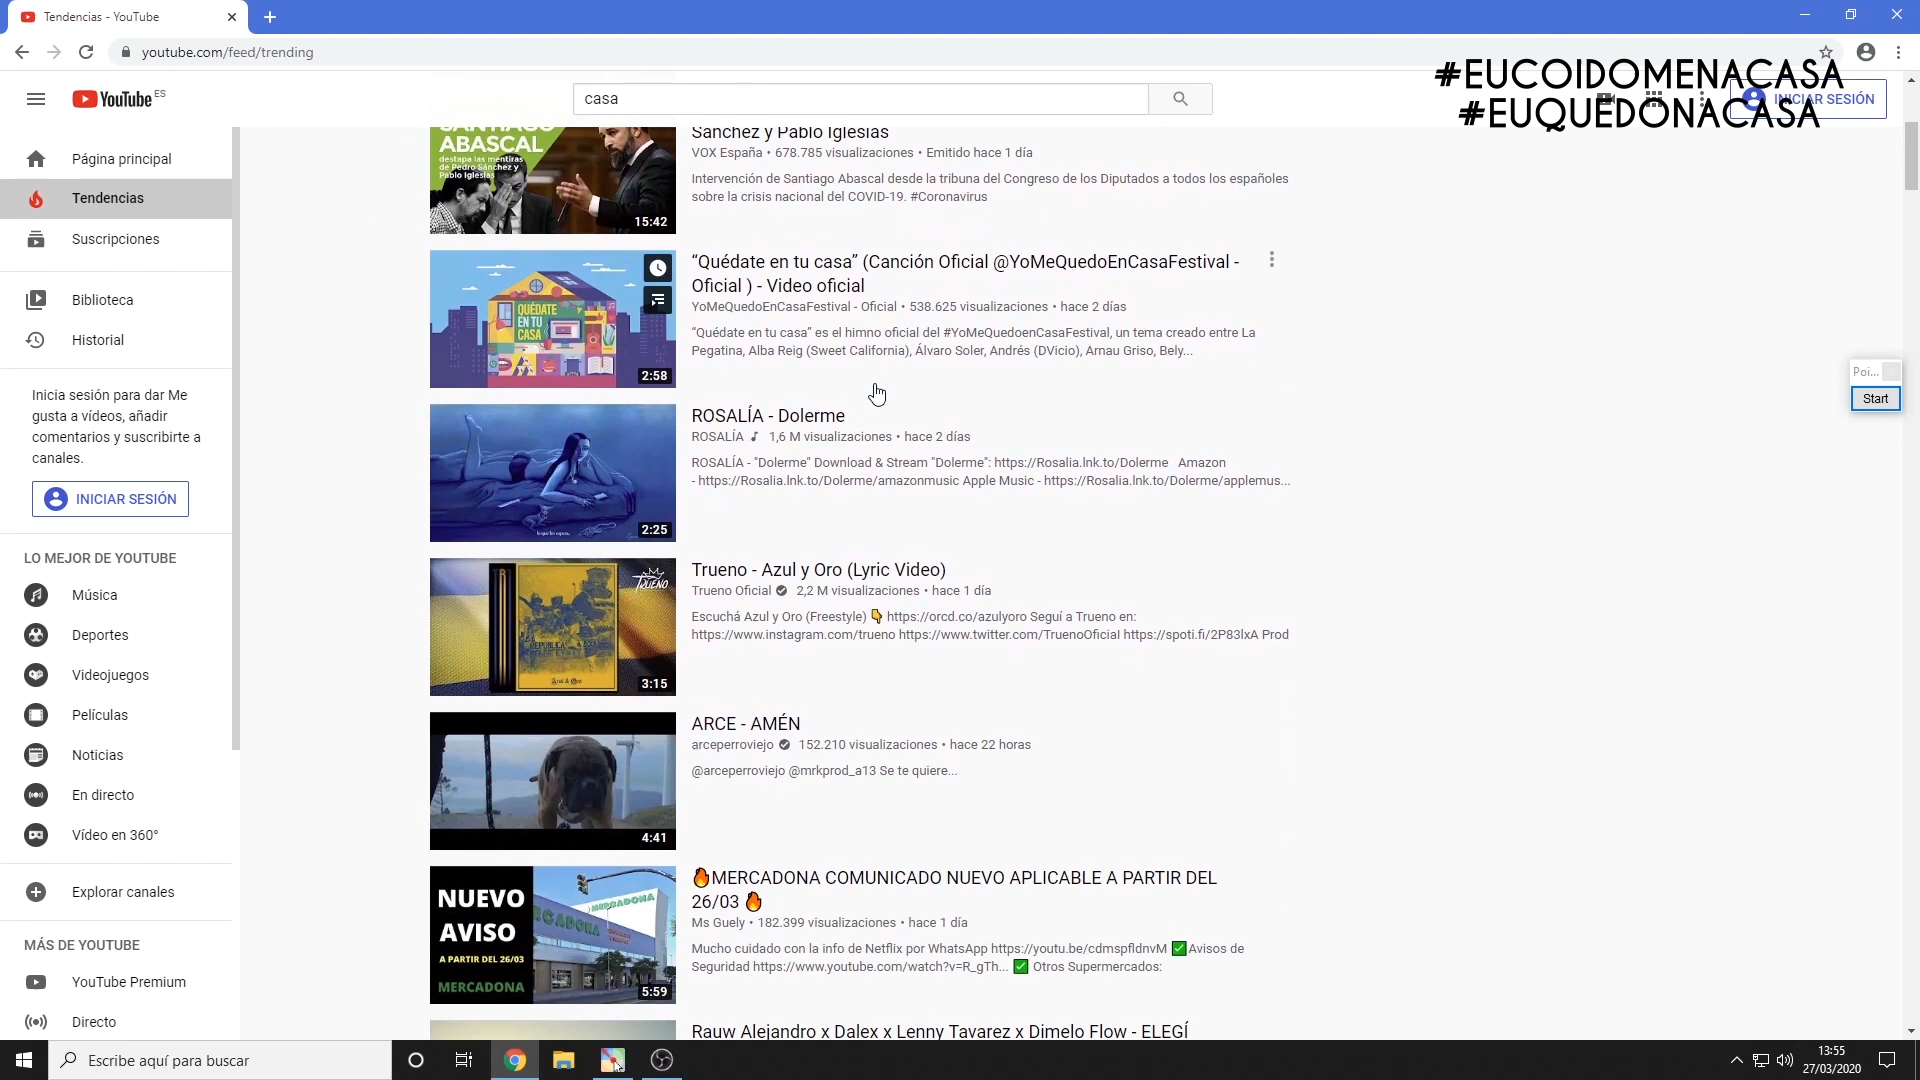 Tendencias - YouTube
youtube.com/feed/trending
#EUCOIDOMENACASA
#EUQUEDONACASA
YouTube ES
casa
INICIAR SESIÓN
Página principal
Tendencias
Suscripciones
Biblioteca
Historial
Inicia sesión para dar Me
gusta a vídeos, añadir
comentarios y suscribirte a
canales.
INICIAR SESIÓN
LO MEJOR DE YOUTUBE
Música
Deportes
Videojuegos
Películas
Noticias
En directo
Vídeo en 360°
Explorar canales
MÁS DE YOUTUBE
YouTube Premium
Directo
SANTIAGO
ABASCAL
destapa las mentiras
de Pedro Sánchez y
Pablo Iglesias
15:42
Sánchez y Pablo Iglesias
VOX España • 678.785 visualizaciones • Emitido hace 1 día
Intervención de Santiago Abascal desde la tribuna del Congreso de los Diputados a todos los españoles
sobre la crisis nacional del COVID-19. #Coronavirus
QUÉDATE
EN TU
CASA
2:58
“Quédate en tu casa” (Canción Oficial @YoMeQuedoEnCasaFestival -
Oficial ) - Video oficial
YoMeQuedoEnCasaFestival - Oficial • 538.625 visualizaciones • hace 2 días
“Quédate en tu casa” es el himno oficial del #YoMeQuedoenCasaFestival, un tema creado entre La
Pegatina, Alba Reig (Sweet California), Álvaro Soler, Andrés (DVicio), Arnau Griso, Bely...
2:25
ROSALÍA - Dolerme
ROSALÍA 1,6 M visualizaciones • hace 2 días
ROSALÍA - "Dolerme" Download & Stream "Dolerme": https://Rosalia.lnk.to/Dolerme Amazon
- https://Rosalia.lnk.to/Dolerme/amazonmusic Apple Music - https://Rosalia.lnk.to/Dolerme/applemus...
TRUENO
Azul & Oro
3:15
Trueno - Azul y Oro (Lyric Video)
Trueno Oficial 2,2 M visualizaciones • hace 1 día
Escuchá Azul y Oro (Freestyle) 👇 https://orcd.co/azulyoro Seguí a Trueno en:
https://www.instagram.com/trueno https://www.twitter.com/TruenoOficial https://spoti.fi/2P83lxA Prod
4:41
ARCE - AMÉN
arceperroviejo 152.210 visualizaciones • hace 22 horas
@arceperroviejo @mrkprod_a13 Se te quiere...
NUEVO
AVISO
A PARTIR DEL 26/03
MERCADONA
MERCADONA
5:59
🔥MERCADONA COMUNICADO NUEVO APLICABLE A PARTIR DEL
26/03 🔥
Ms Guely • 182.399 visualizaciones • hace 1 día
Mucho cuidado con la info de Netflix por WhatsApp https://youtu.be/cdmspfldnvM ✅Avisos de
Seguridad https://www.youtube.com/watch?v=R_gTh... ✅ Otros Supermercados:
Rauw Alejandro x Dalex x Lenny Tavarez x Dimelo Flow - ELEGÍ
Poi...
Start
Escribe aquí para buscar
13:55
27/03/2020